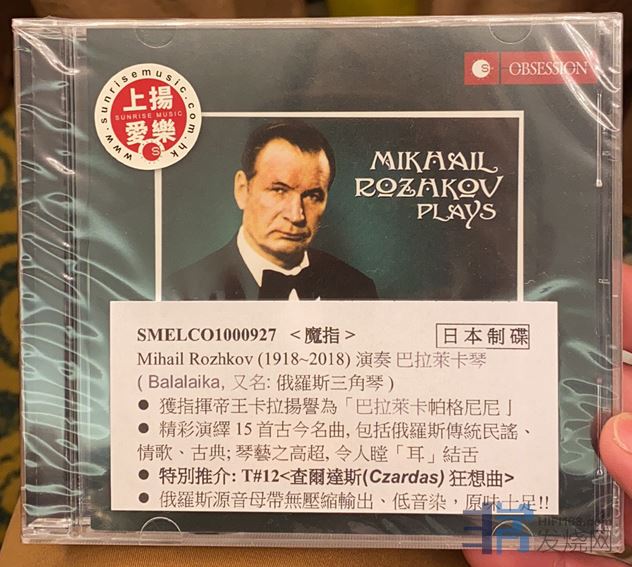 www.sunrisemusic.com.hk
上揚
SUNRISE MUSIC
愛樂
S
S OBSESSION
MIKHAIL
ROZHKOV
PLAYS
SMELCO1000927 <魔指> 日本制碟
Mihail Rozhkov (1918~2018) 演奏 巴拉萊卡琴
( Balalaika, 又名: 俄羅斯三角琴 )
● 獲指揮帝王卡拉揚譽為「巴拉萊卡帕格尼尼」
● 精彩演繹 15 首古今名曲, 包括俄羅斯傳統民謠、
情歌、古典; 琴藝之高超, 令人瞠「耳」結舌
● 特別推介: T#12<查爾達斯(Czardas) 狂想曲>
● 俄羅斯源音母帶無壓縮輸出、低音染，原味十足!!
发烧网